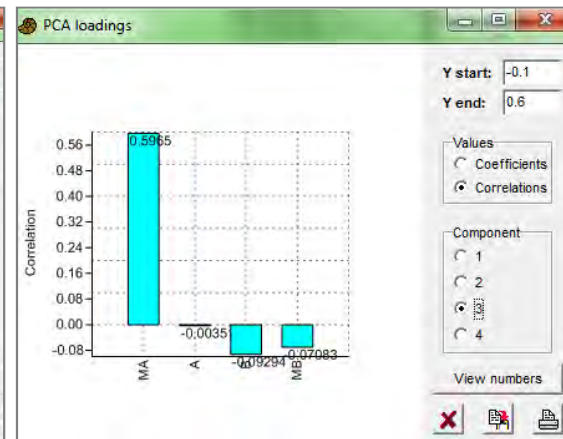 PCA loadings
Y start: -0.1
Y end: 0.6
Values
Coefficients
Correlations
Component
1
2
3
4
View numbers
Correlation
0.56
0.48
0.40
0.32
0.24
0.16
0.08
0.00
-0.08
0.5965
-0.0035
-0.09294
-0.07083
MA
A
B
MB